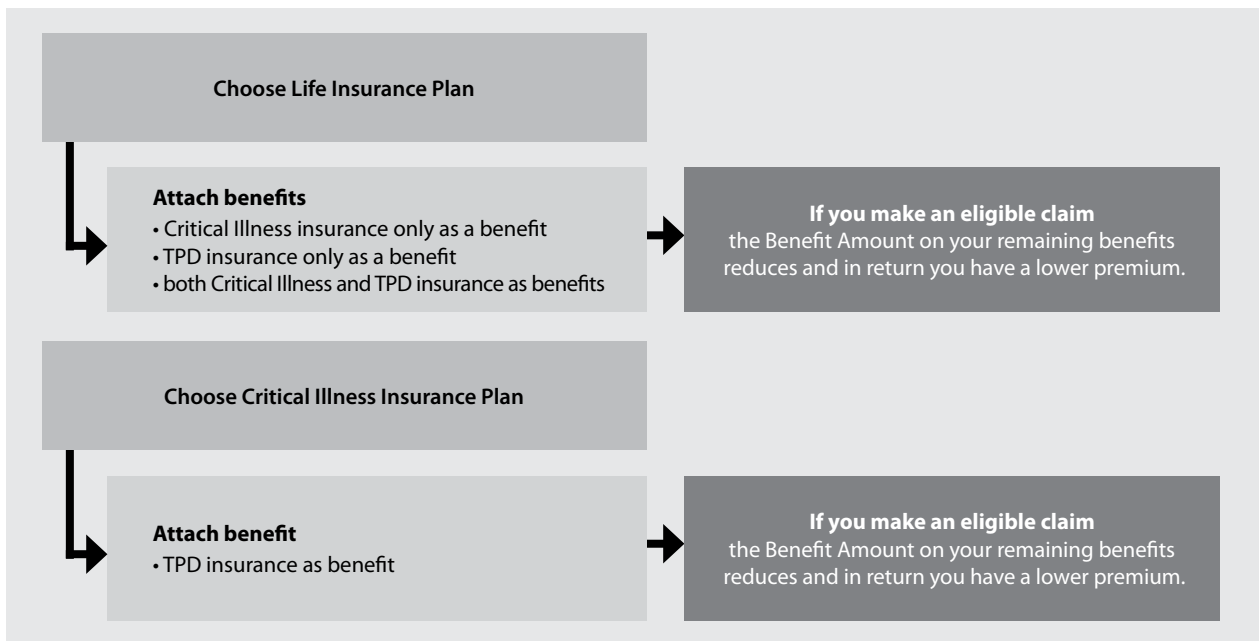 Choose Life Insurance Plan
Attach benefits
• Critical Illness insurance only as a benefit
• TPD insurance only as a benefit
• both Critical Illness and TPD insurance as benefits
If you make an eligible claim
the Benefit Amount on your remaining benefits
reduces and in return you have a lower premium.
Choose Critical Illness Insurance Plan
Attach benefit
• TPD insurance as benefit
If you make an eligible claim
the Benefit Amount on your remaining benefits
reduces and in return you have a lower premium.